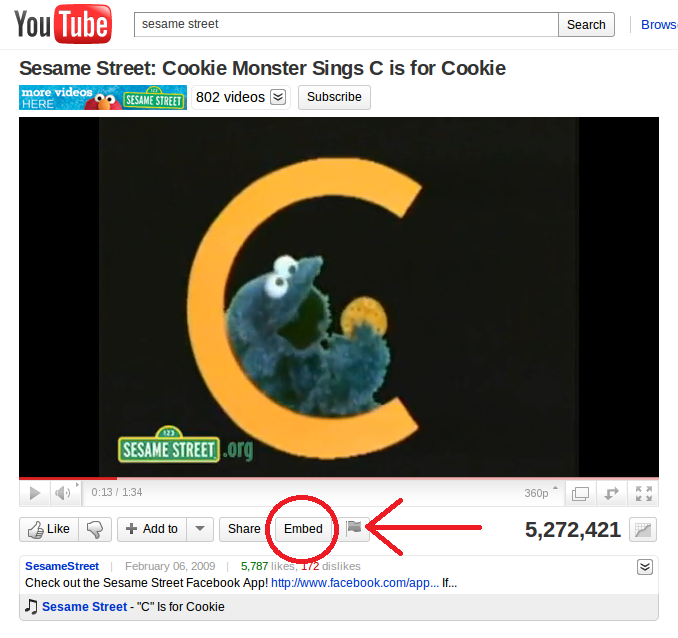 YouTube sesame street Search Brows
Sesame Street: Cookie Monster Sings C is for Cookie
more videos HERE 123 SESAME STREET 802 videos Subscribe
C
123
SESAME STREET .org
0:13 / 1:34 360p
Like Add to Share Embed 5,272,421
SesameStreet | February 06, 2009 | 5,787 likes, 172 dislikes
Check out the Sesame Street Facebook App! http://www.facebook.com/app... If...
Sesame Street - "C" Is for Cookie